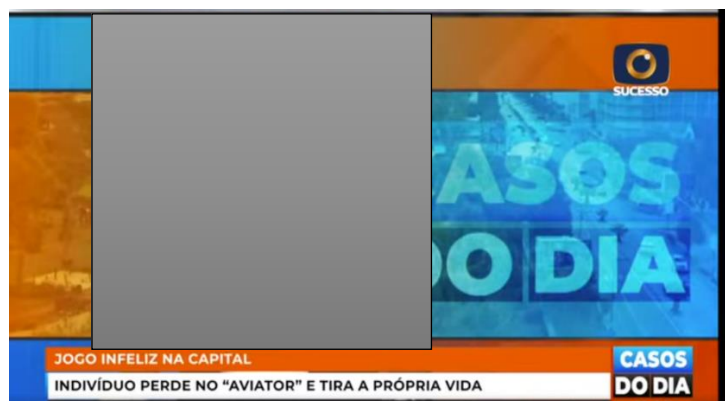 SUCESSO
CASOS
DO DIA
JOGO INFELIZ NA CAPITAL
INDIVÍDUO PERDE NO “AVIATOR” E TIRA A PRÓPRIA VIDA
CASOS
DO DIA